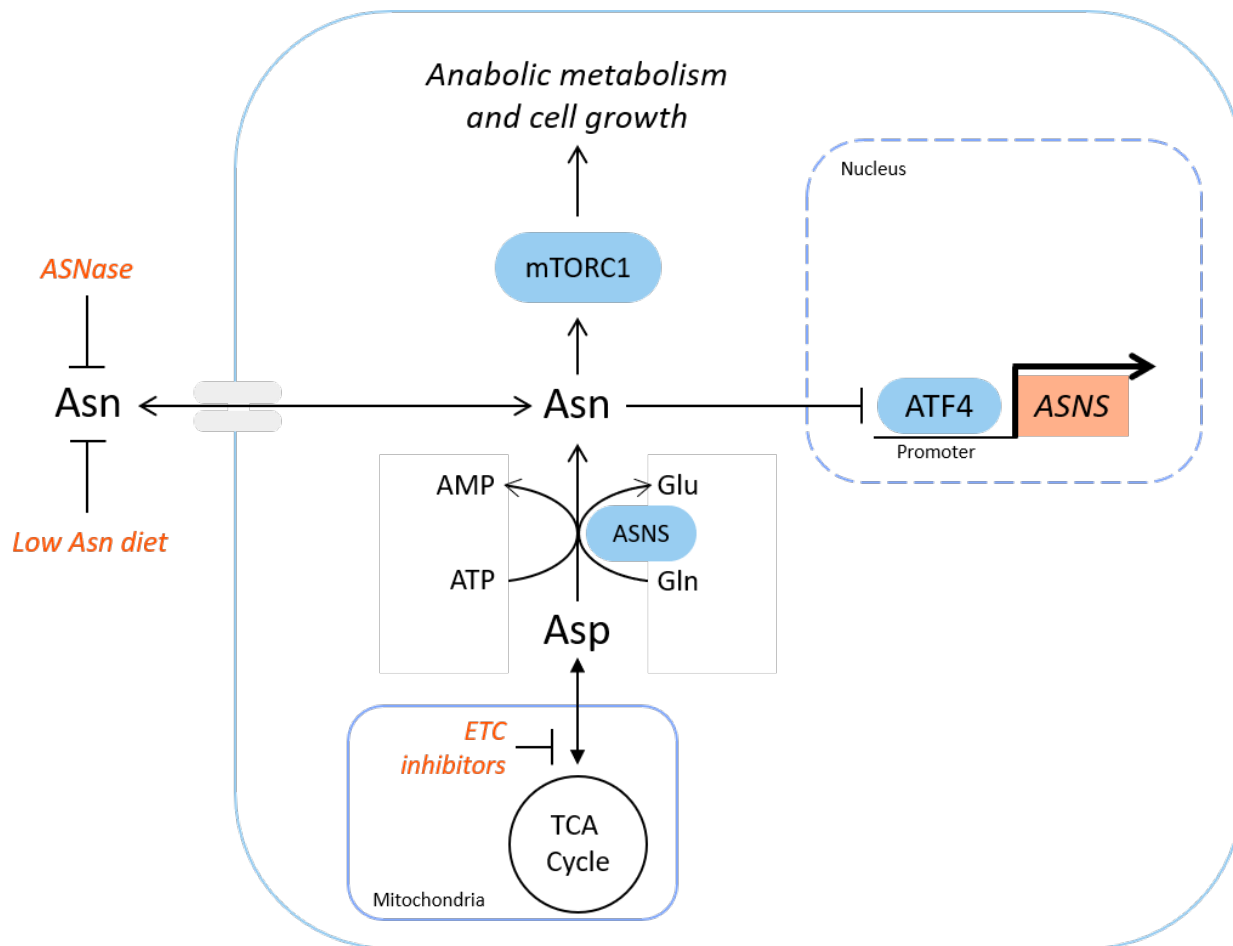 Anabolic metabolism
and cell growth
Nucleus
mTORC1
ASNase
Asn
Asn
ATF4
ASNS
Promoter
AMP
Glu
ASNS
Low Asn diet
ATP
Gln
Asp
ETC
inhibitors
TCA
Cycle
Mitochondria